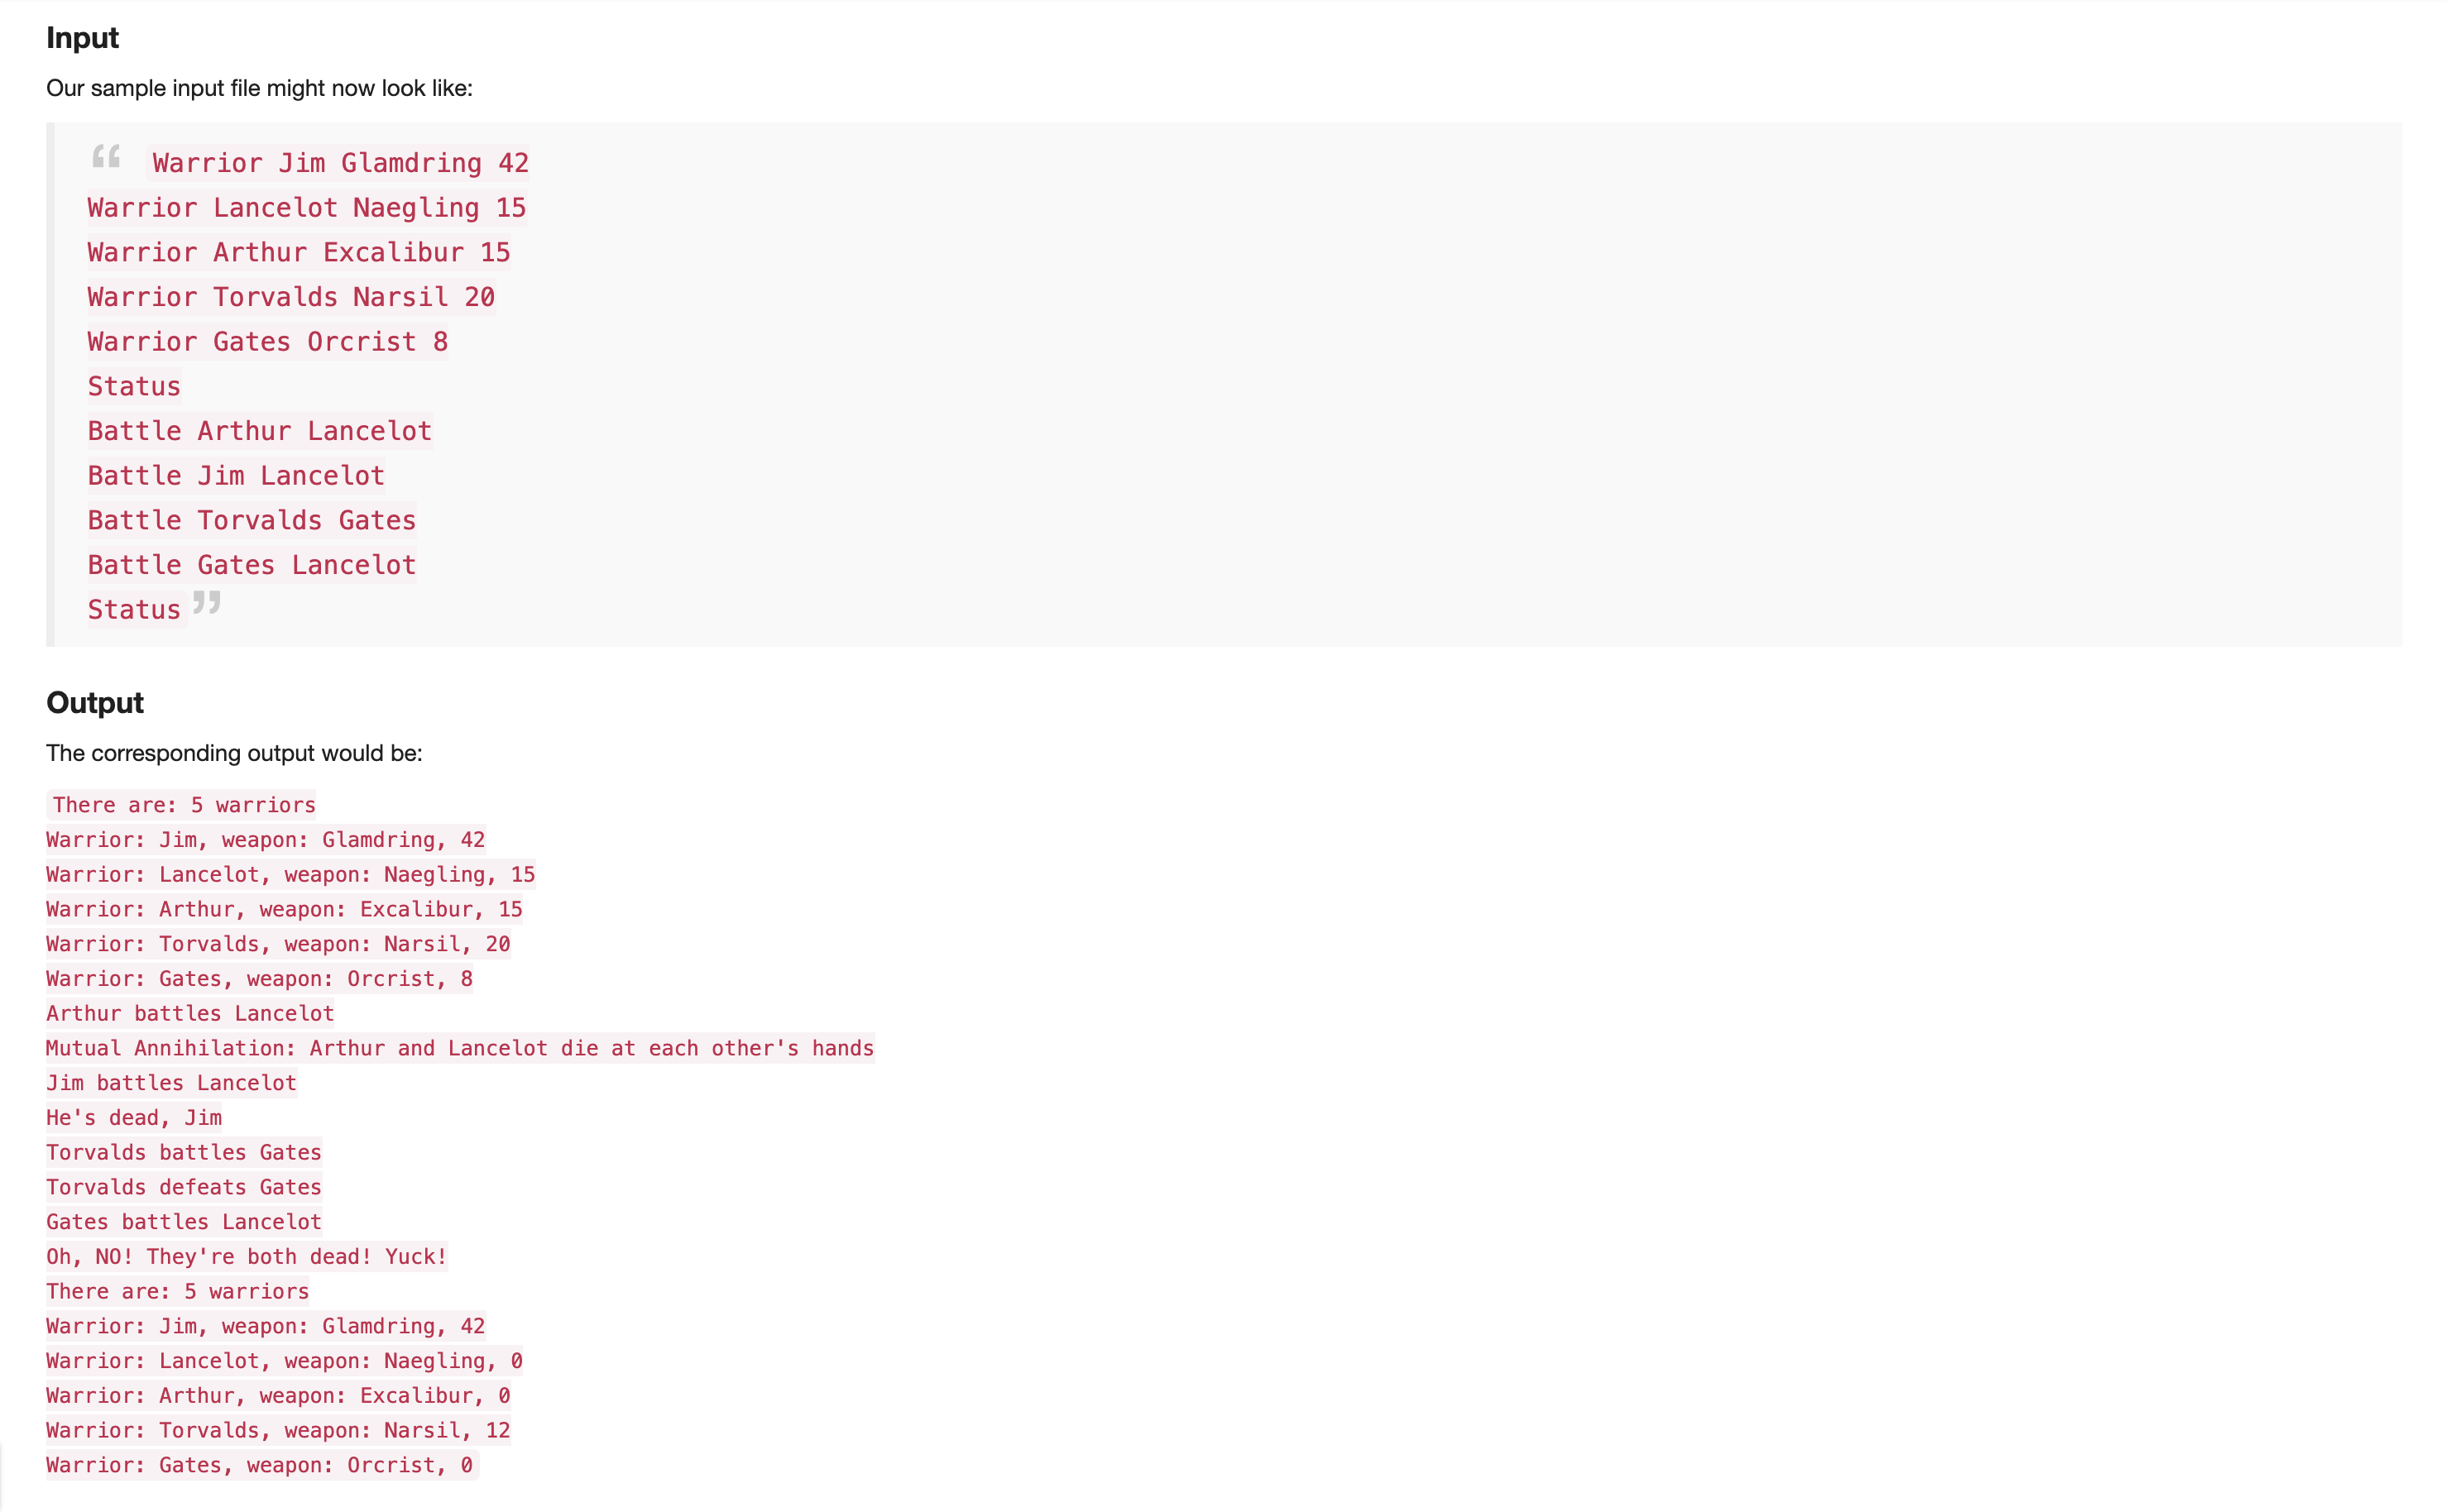 Input
Our sample input file might now look like:
“ Warrior Jim Glamdring 42
Warrior Lancelot Naegling 15
Warrior Arthur Excalibur 15
Warrior Torvalds Narsil 20
Warrior Gates Orcrist 8
Status
Battle Arthur Lancelot
Battle Jim Lancelot
Battle Torvalds Gates
Battle Gates Lancelot
Status ”
Output
The corresponding output would be:
There are: 5 warriors
Warrior: Jim, weapon: Glamdring, 42
Warrior: Lancelot, weapon: Naegling, 15
Warrior: Arthur, weapon: Excalibur, 15
Warrior: Torvalds, weapon: Narsil, 20
Warrior: Gates, weapon: Orcrist, 8
Arthur battles Lancelot
Mutual Annihilation: Arthur and Lancelot die at each other's hands
Jim battles Lancelot
He's dead, Jim
Torvalds battles Gates
Torvalds defeats Gates
Gates battles Lancelot
Oh, NO! They're both dead! Yuck!
There are: 5 warriors
Warrior: Jim, weapon: Glamdring, 42
Warrior: Lancelot, weapon: Naegling, 0
Warrior: Arthur, weapon: Excalibur, 0
Warrior: Torvalds, weapon: Narsil, 12
Warrior: Gates, weapon: Orcrist, 0